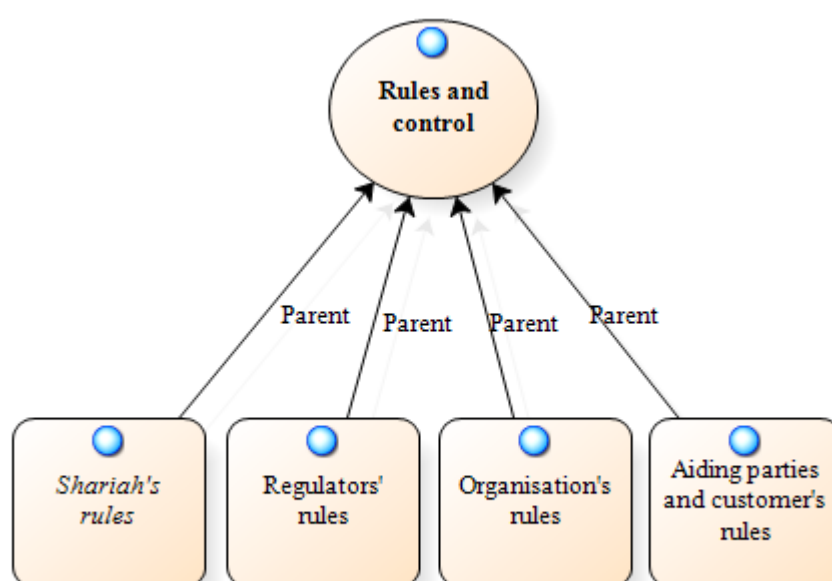 Rules and
control
Parent
Parent
Parent
Parent
Shariah's
rules
Regulators'
rules
Organisation's
rules
Aiding parties
and customer's
rules